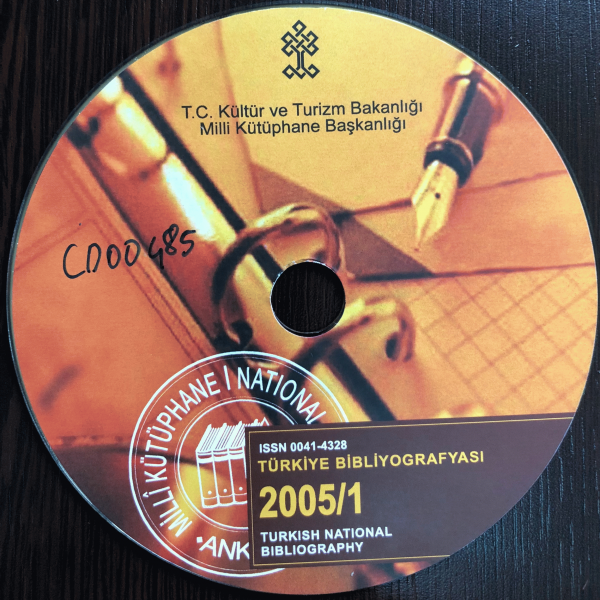 T.C. Kültür ve Turizm Bakanlığı
Milli Kütüphane Başkanlığı
CD00485
MİLLÎ KÜTÜPHANE / NATIONAL
ANK
ISSN 0041-4328
TÜRKİYE BİBLİYOGRAFYASI
2005/1
TURKISH NATIONAL
BIBLIOGRAPHY